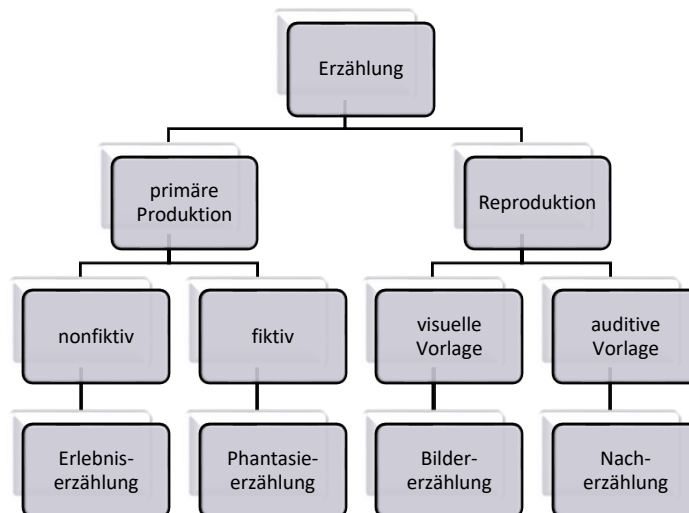 Erzählung
primäre
Produktion
Reproduktion
nonfiktiv
fiktiv
visuelle
Vorlage
auditive
Vorlage
Erlebnis-
erzählung
Phantasie-
erzählung
Bilder-
erzählung
Nach-
erzählung